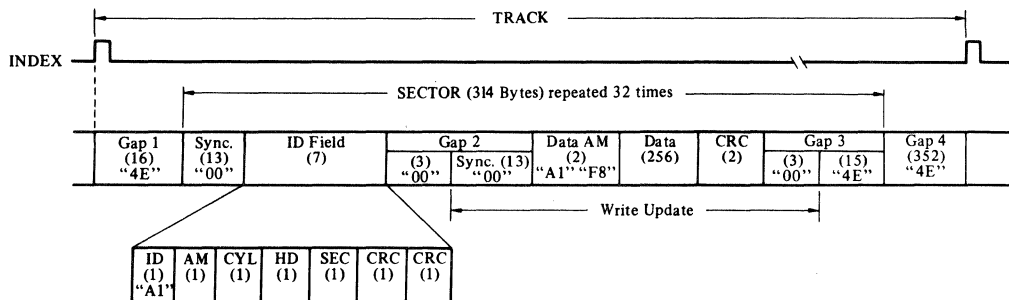 TRACK
INDEX
SECTOR (314 Bytes) repeated 32 times
Gap 1
(16)
“4E”
Sync.
(13)
“00”
ID Field
(7)
Gap 2
(3)
“00”
Sync. (13)
“00”
Data AM
(2)
“A1” “F8”
Data
(256)
CRC
(2)
Gap 3
(3)
“00”
(15)
“4E”
Gap 4
(352)
“4E”
Write Update
ID
(1)
“A1”
AM
(1)
CYL
(1)
HD
(1)
SEC
(1)
CRC
(1)
CRC
(1)